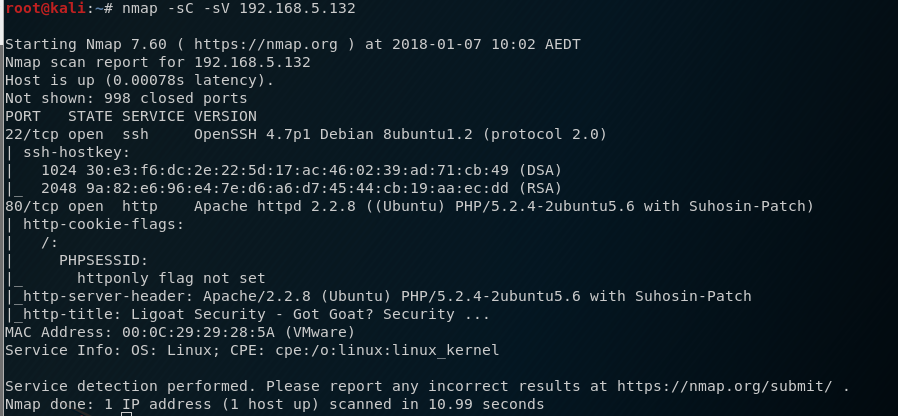 root@kali:~# nmap -sC -sV 192.168.5.132

Starting Nmap 7.60 ( https://nmap.org ) at 2018-01-07 10:02 AEDT
Nmap scan report for 192.168.5.132
Host is up (0.00078s latency).
Not shown: 998 closed ports
PORT   STATE SERVICE VERSION
22/tcp open  ssh     OpenSSH 4.7p1 Debian 8ubuntu1.2 (protocol 2.0)
| ssh-hostkey:
|   1024 30:e3:f6:dc:2e:22:5d:17:ac:46:02:39:ad:71:cb:49 (DSA)
|_  2048 9a:82:e6:96:e4:7e:d6:a6:d7:45:44:cb:19:aa:ec:dd (RSA)
80/tcp open  http    Apache httpd 2.2.8 ((Ubuntu) PHP/5.2.4-2ubuntu5.6 with Suhosin-Patch)
| http-cookie-flags:
|   /:
|     PHPSESSID:
|_      httponly flag not set
|_http-server-header: Apache/2.2.8 (Ubuntu) PHP/5.2.4-2ubuntu5.6 with Suhosin-Patch
|_http-title: Ligoat Security - Got Goat? Security ...
MAC Address: 00:0C:29:29:28:5A (VMware)
Service Info: OS: Linux; CPE: cpe:/o:linux:linux_kernel

Service detection performed. Please report any incorrect results at https://nmap.org/submit/ .
Nmap done: 1 IP address (1 host up) scanned in 10.99 seconds